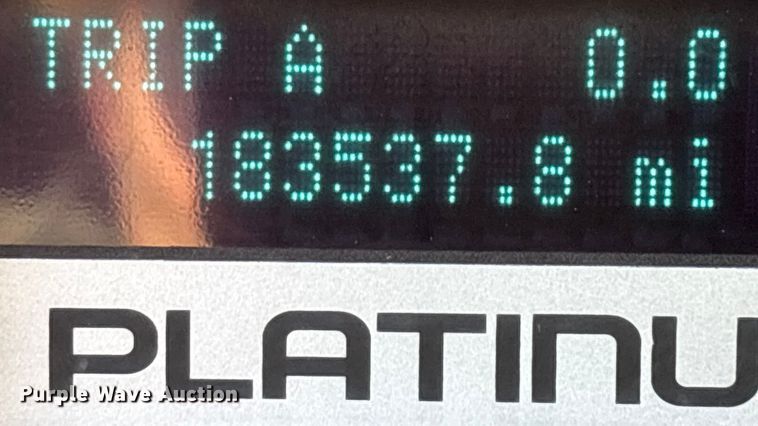 TRIP A 0.0
183537.8 mi
PLATINU
Purple Wave Auction